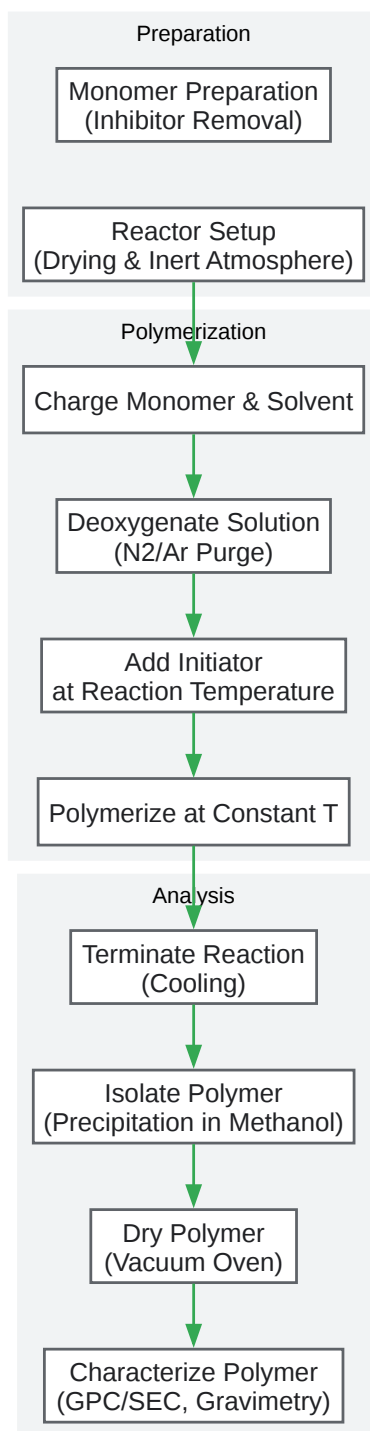 Preparation
Monomer Preparation
(Inhibitor Removal)
Reactor Setup
(Drying & Inert Atmosphere)
Polymerization
Charge Monomer & Solvent
Deoxygenate Solution
(N2/Ar Purge)
Add Initiator
at Reaction Temperature
Polymerize at Constant T
Analysis
Terminate Reaction
(Cooling)
Isolate Polymer
(Precipitation in Methanol)
Dry Polymer
(Vacuum Oven)
Characterize Polymer
(GPC/SEC, Gravimetry)